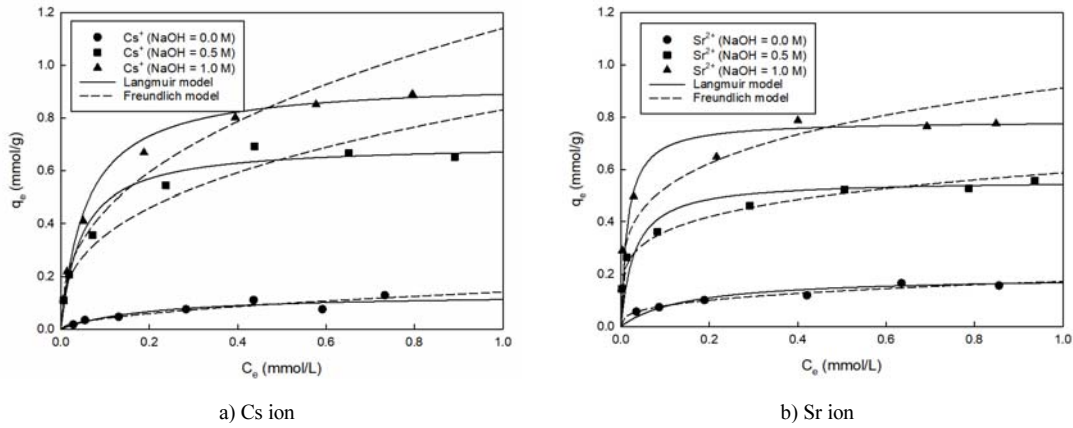 1.2
1.0
0.8
0.6
0.4
0.2
0.0
qe (mmol/g)
Cs+ (NaOH = 0.0 M)
Cs+ (NaOH = 0.5 M)
Cs+ (NaOH = 1.0 M)
Langmuir model
Freundlich model
0.0 0.2 0.4 0.6 0.8 1.0
Ce (mmol/L)
a) Cs ion
1.2
1.0
0.8
0.6
0.4
0.2
0.0
qe (mmol/g)
Sr2+ (NaOH = 0.0 M)
Sr2+ (NaOH = 0.5 M)
Sr2+ (NaOH = 1.0 M)
Langmuir model
Freundlich model
0.0 0.2 0.4 0.6 0.8 1.0
Ce (mmol/L)
b) Sr ion